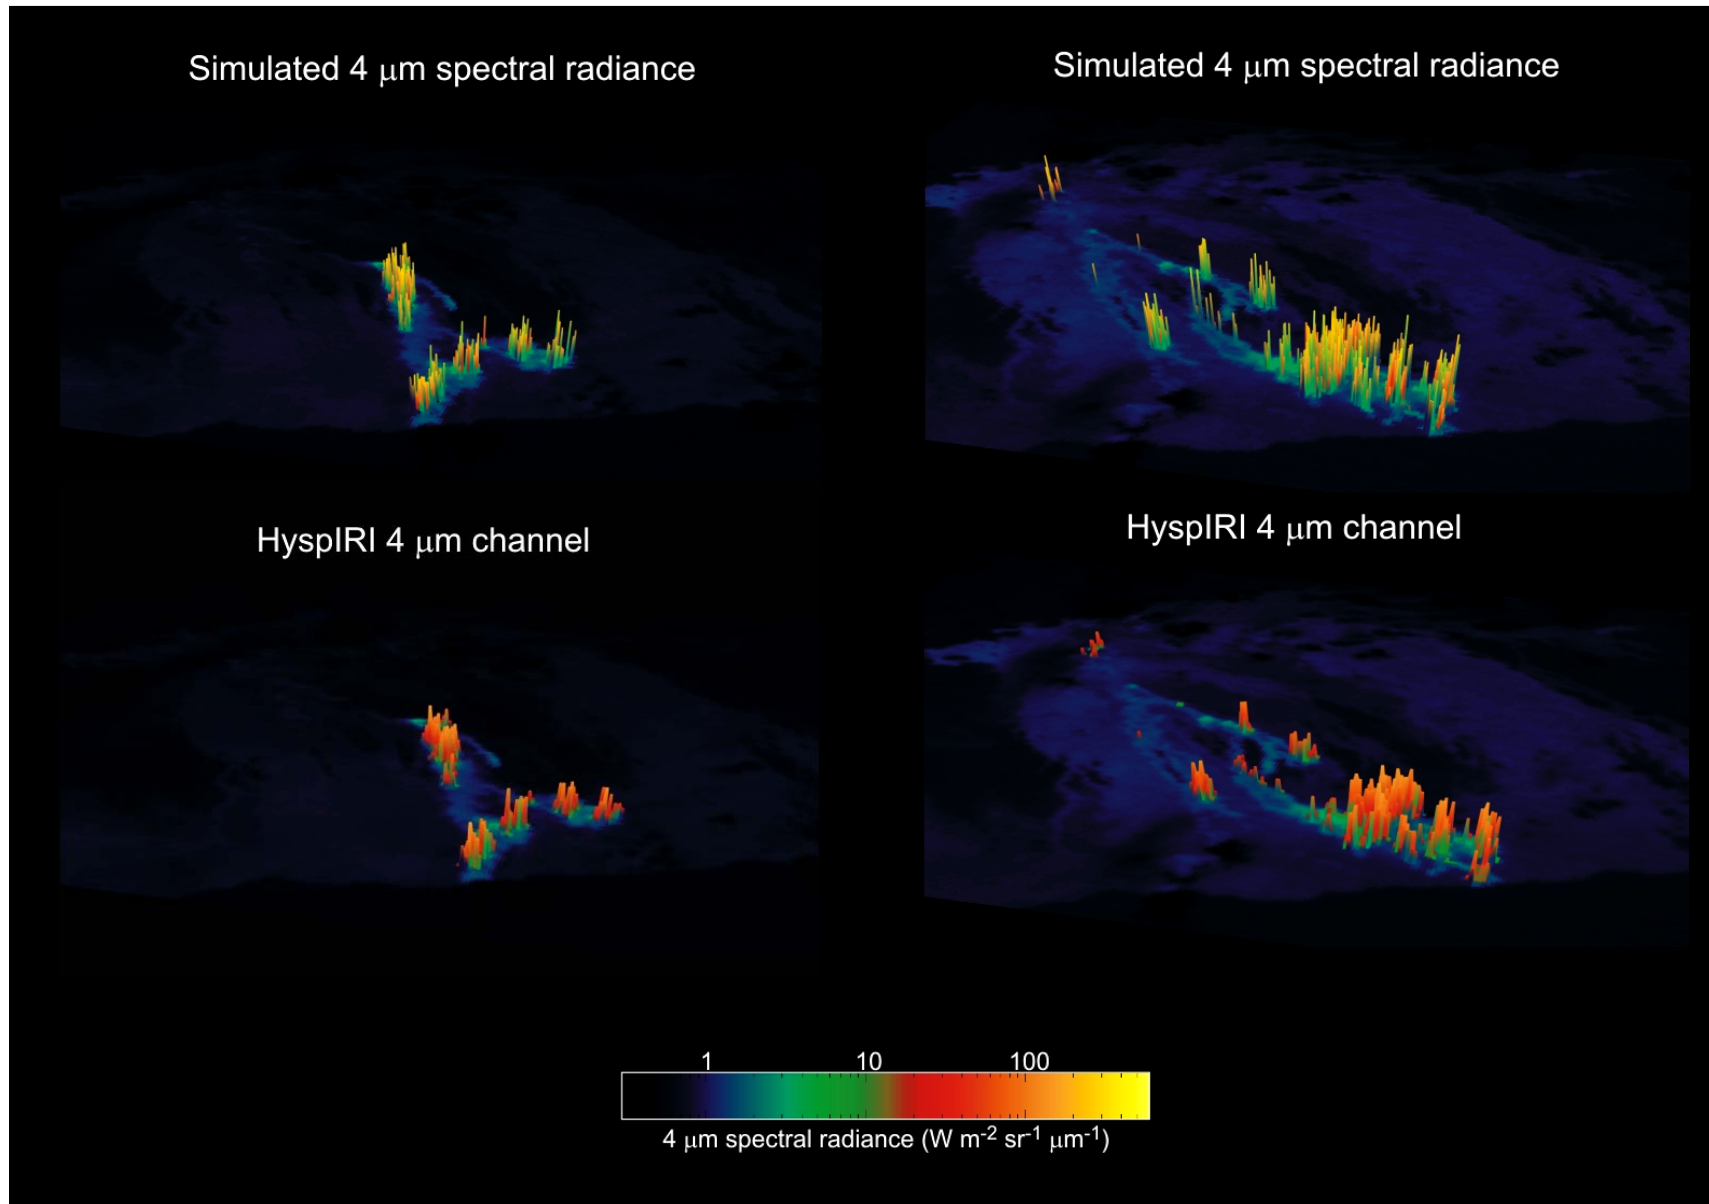 Simulated 4 μm spectral radiance
Simulated 4 μm spectral radiance
HyspIRI 4 μm channel
HyspIRI 4 μm channel
1 10 100
4 μm spectral radiance (W m⁻² sr⁻¹ μm⁻¹)